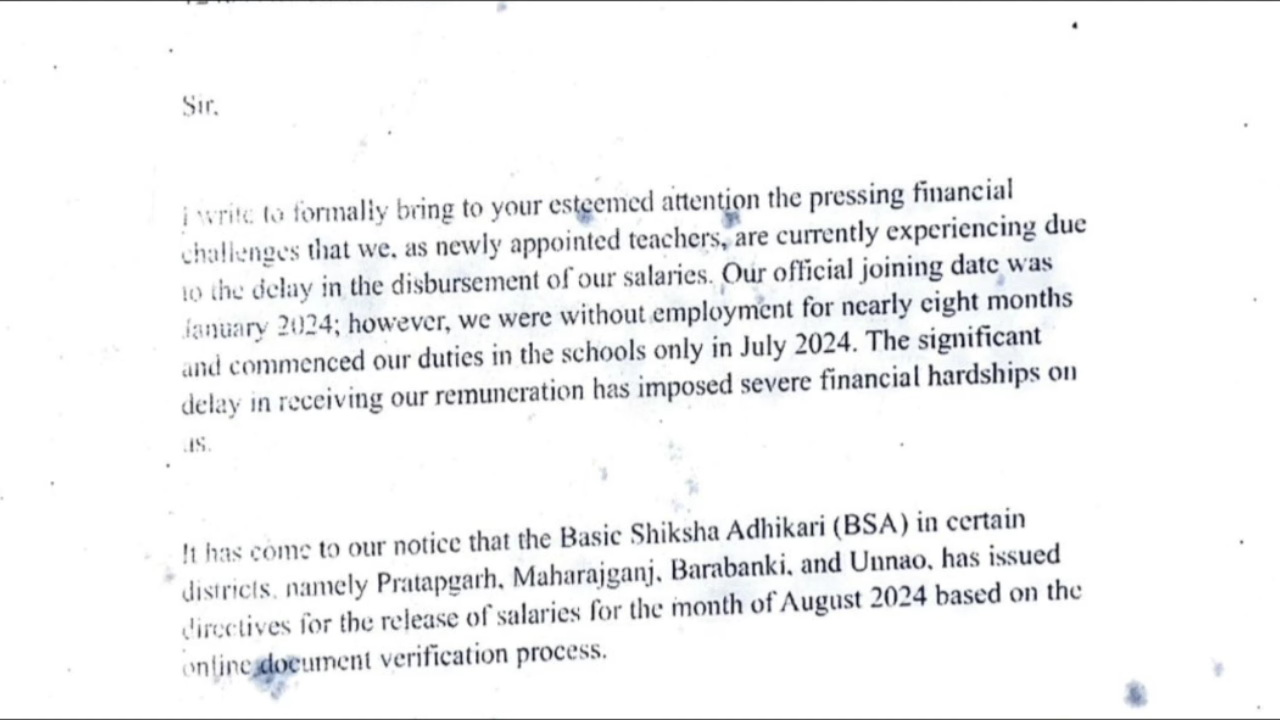 Sir,
I write to formally bring to your esteemed attention the pressing financial
challenges that we, as newly appointed teachers, are currently experiencing due
to the delay in the disbursement of our salaries. Our official joining date was
January 2024; however, we were without employment for nearly eight months
and commenced our duties in the schools only in July 2024. The significant
delay in receiving our remuneration has imposed severe financial hardships on
us.
It has come to our notice that the Basic Shiksha Adhikari (BSA) in certain
districts, namely Pratapgarh, Maharajganj, Barabanki, and Unnao, has issued
directives for the release of salaries for the month of August 2024 based on the
online document verification process.